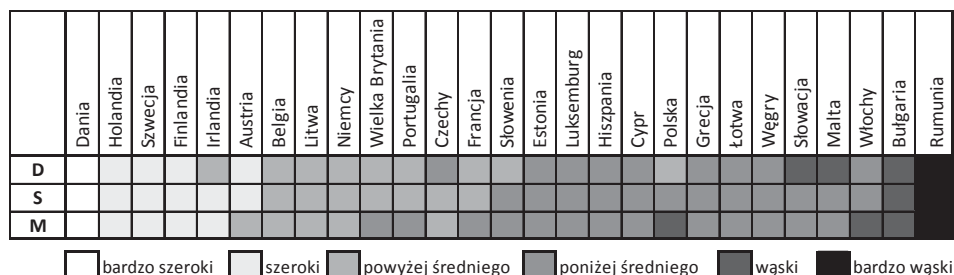 Dania Holandia Szwecja Finlandia Irlandia Austria Belgia Litwa Niemcy Wielka Brytania Portugalia Czechy Francja Słowenia Estonia Luksemburg Hiszpania Cypr Polska Grecja Łotwa Węgry Słowacja Malta Włochy Bułgaria Rumunia
D
S
M
bardzo szeroki szeroki powyżej średniego poniżej średniego wąski bardzo wąski